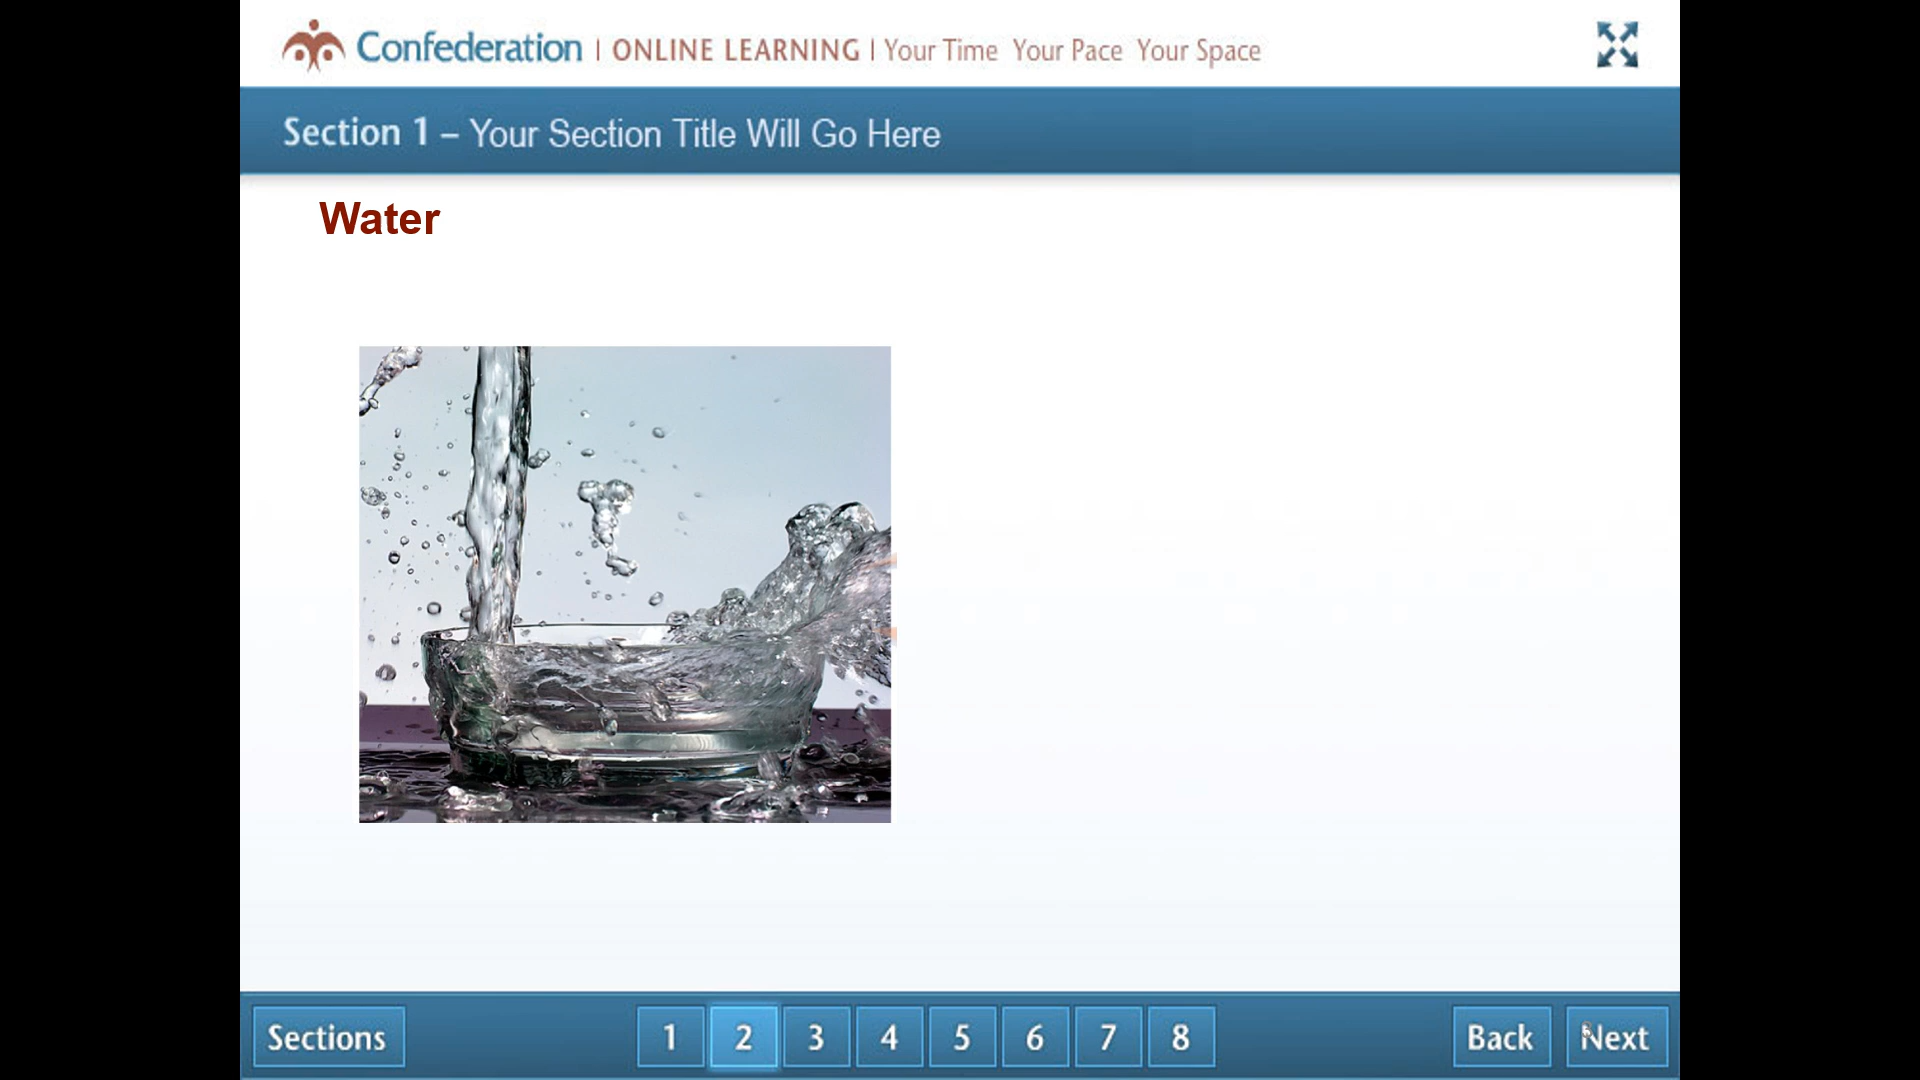 Confederation | ONLINE LEARNING | Your Time Your Pace Your Space
Section 1 – Your Section Title Will Go Here
Water
Sections 1 2 3 4 5 6 7 8 Back Next